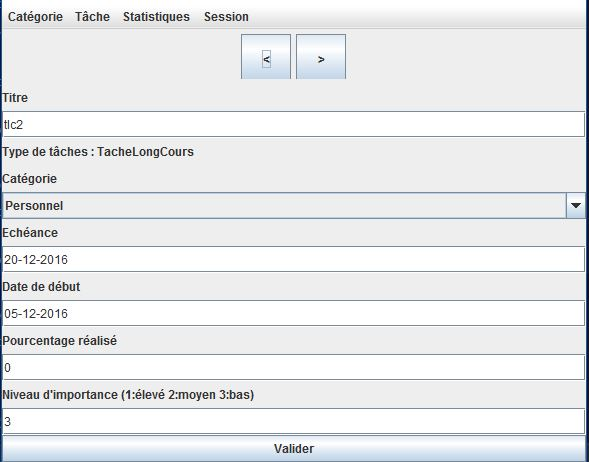 Catégorie Tâche Statistiques Session
< >
Titre
tlc2
Type de tâches : TacheLongCours
Catégorie
Personnel
Echéance
20-12-2016
Date de début
05-12-2016
Pourcentage réalisé
0
Niveau d'importance (1:élevé 2:moyen 3:bas)
3
Valider